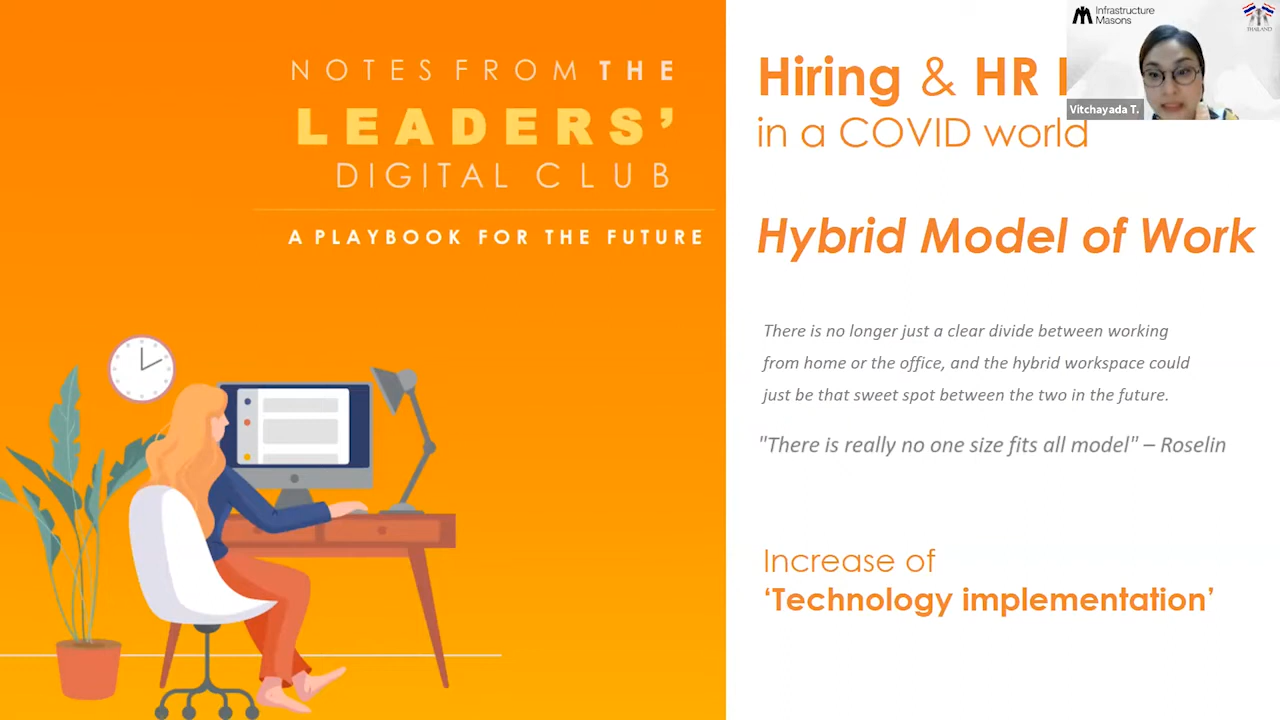 NOTES FROM THE
LEADERS’
DIGITAL CLUB
A PLAYBOOK FOR THE FUTURE
Hiring & HR
in a COVID world
Hybrid Model of Work
There is no longer just a clear divide between working
from home or the office, and the hybrid workspace could
just be that sweet spot between the two in the future.
"There is really no one size fits all model" – Roselin
Increase of
‘Technology implementation’
Infrastructure
Masons
THAILAND
Vitchayada T.